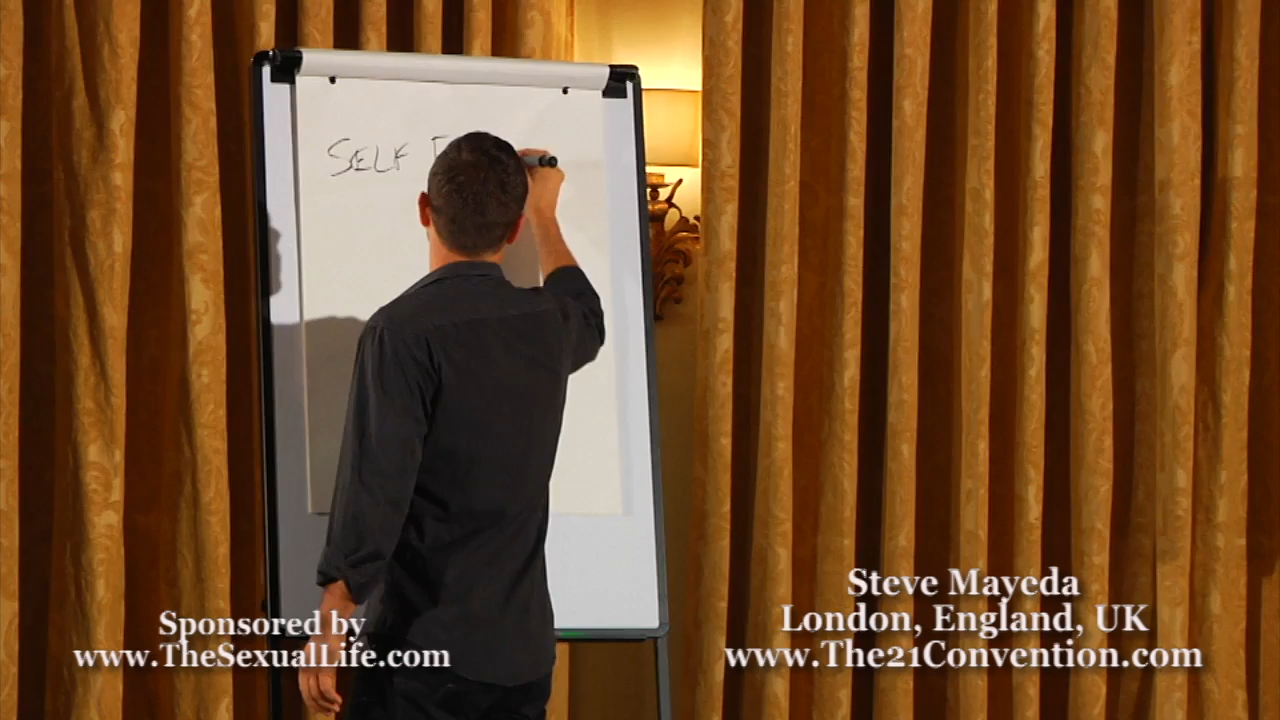 SELF
Sponsored by
www.TheSexualLife.com
Steve Mayeda
London, England, UK
www.The21Convention.com